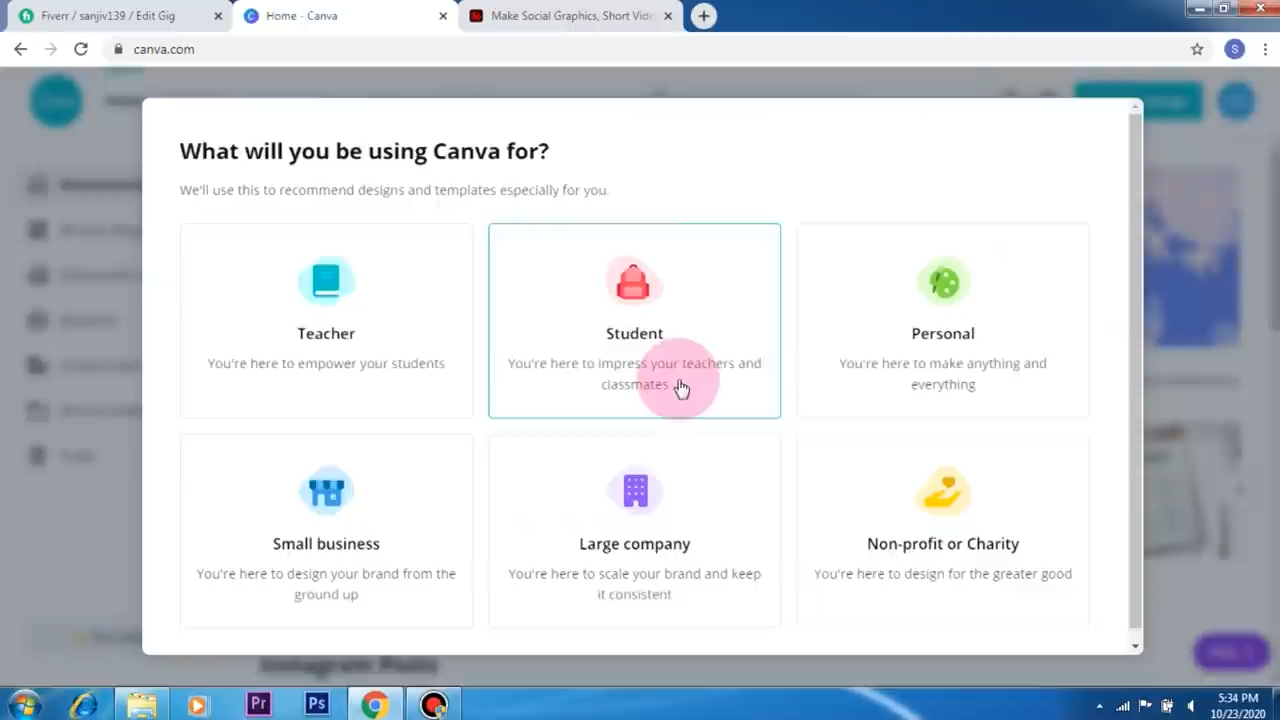 Fiverr / sanjiv139 / Edit Gig
Home - Canva
Make Social Graphics, Short Vide
canva.com
S
What will you be using Canva for?
We'll use this to recommend designs and templates especially for you.
Teacher
You're here to empower your students
Student
You're here to impress your teachers and
classmates
Personal
You're here to make anything and
everything
Small business
You're here to design your brand from the
ground up
Large company
You're here to scale your brand and keep
it consistent
Non-profit or Charity
You're here to design for the greater good
Instagram Posts
Pr
Ps
5:34 PM
10/23/2020